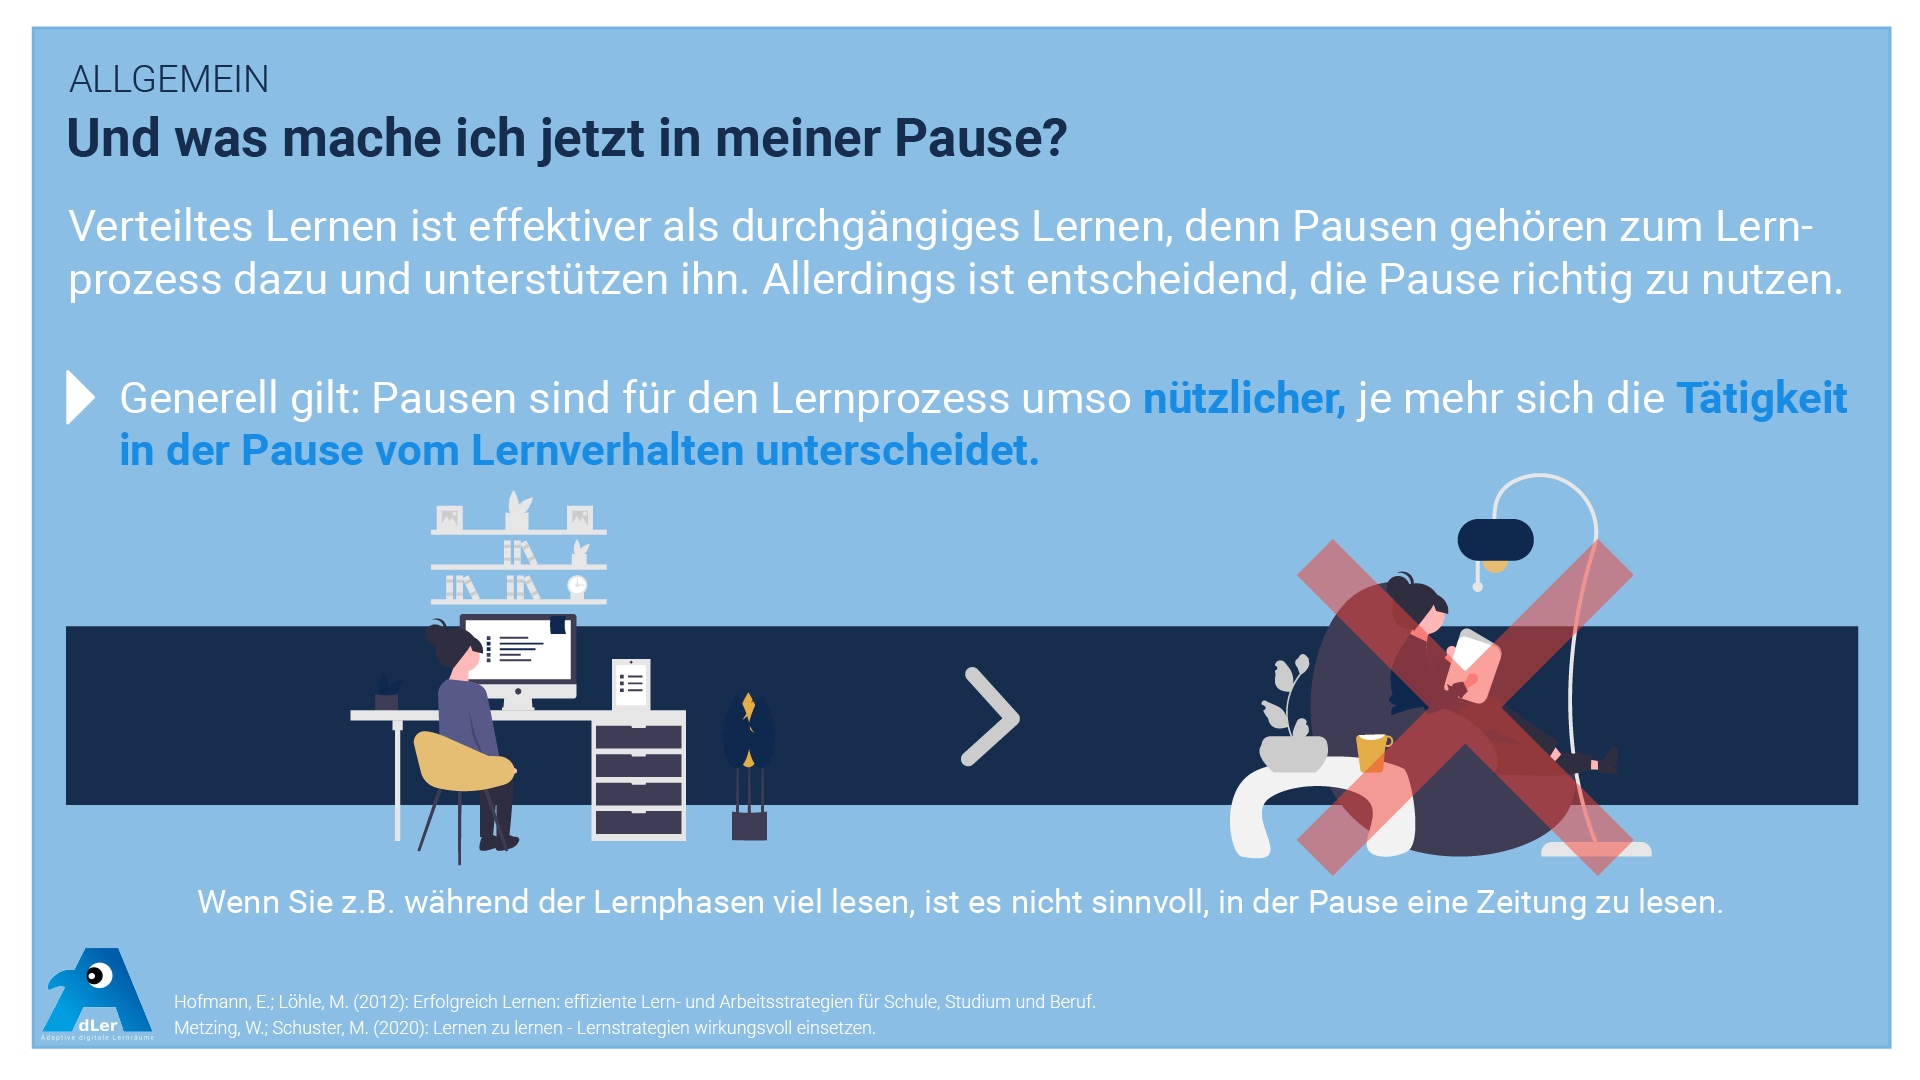 ALLGEMEIN
Und was mache ich jetzt in meiner Pause?
Verteiltes Lernen ist effektiver als durchgängiges Lernen, denn Pausen gehören zum Lern-
prozess dazu und unterstützen ihn. Allerdings ist entscheidend, die Pause richtig zu nutzen.
Generell gilt: Pausen sind für den Lernprozess umso nützlicher, je mehr sich die Tätigkeit
in der Pause vom Lernverhalten unterscheidet.
Wenn Sie z.B. während der Lernphasen viel lesen, ist es nicht sinnvoll, in der Pause eine Zeitung zu lesen.
dLer
Adaptive digitale Lernräume
Hofmann, E.; Löhle, M. (2012): Erfolgreich Lernen: effiziente Lern- und Arbeitsstrategien für Schule, Studium und Beruf.
Metzing, W.; Schuster, M. (2020): Lernen zu lernen - Lernstrategien wirkungsvoll einsetzen.